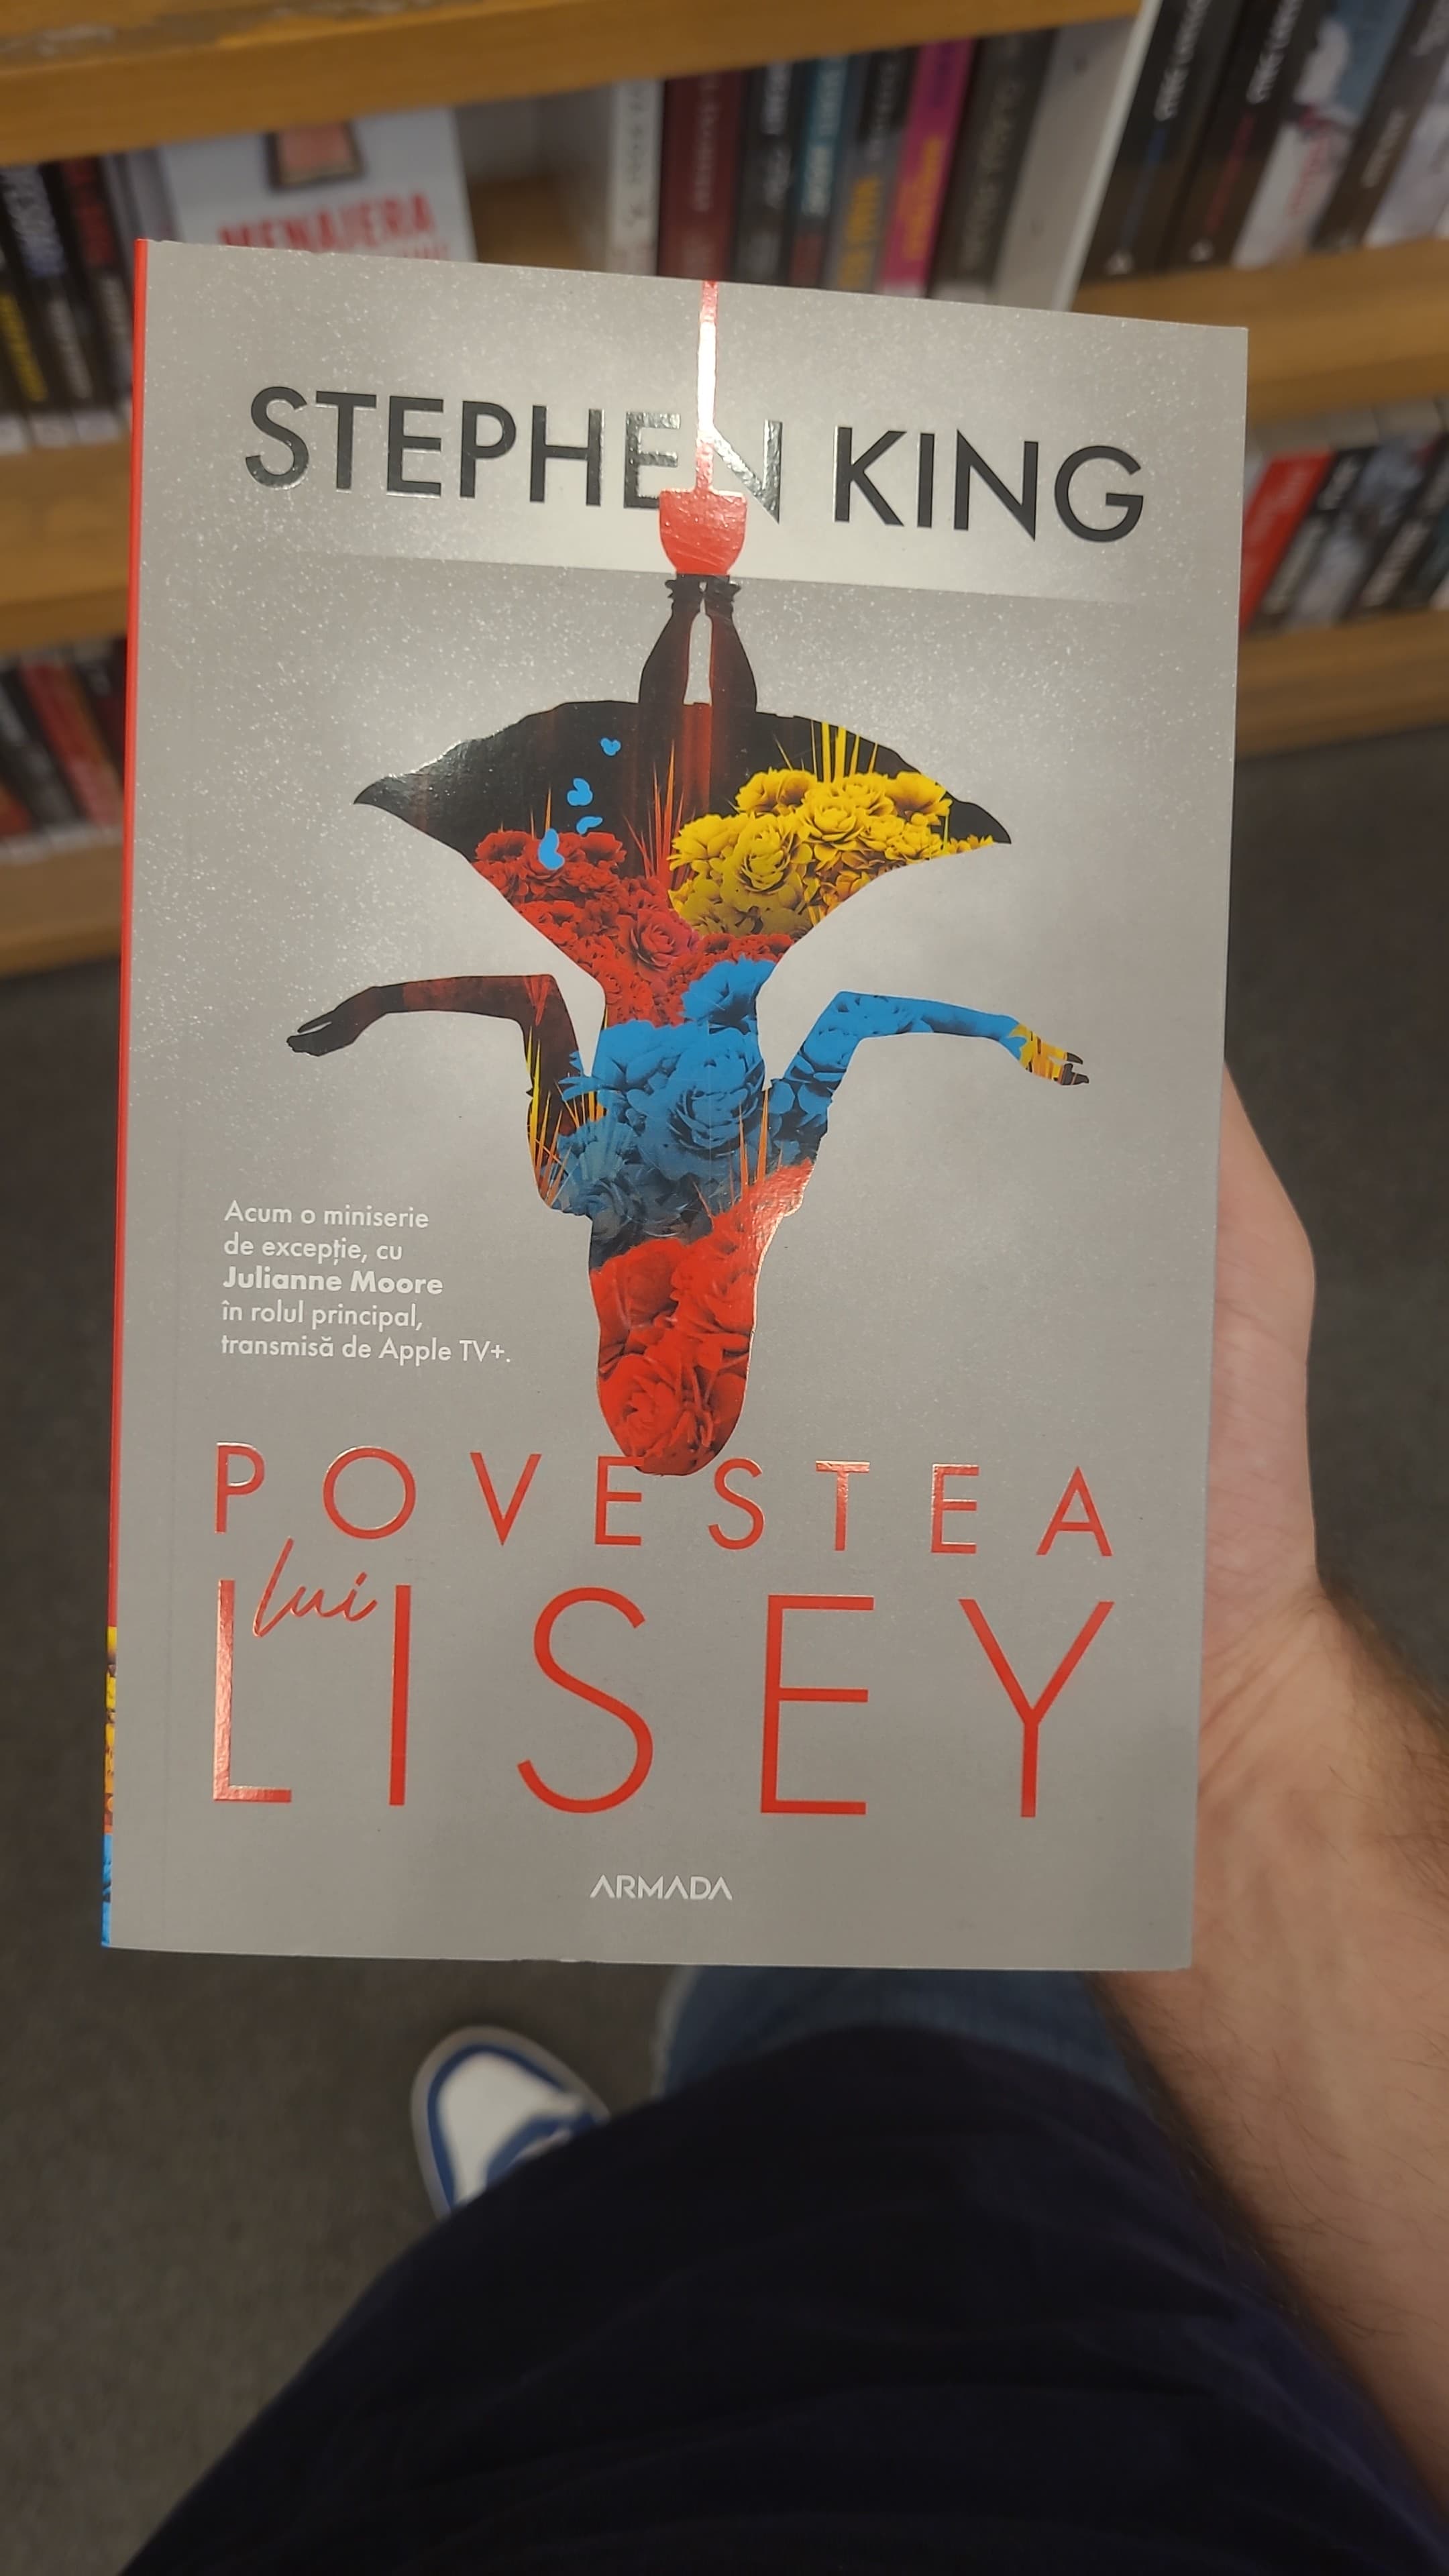 MENAJERA
STEPHEN KING
Acum o miniserie
de excepție, cu
Julianne Moore
în rolul principal,
transmisă de Apple TV+.
POVESTEA
lui
LISEY
ARMADA